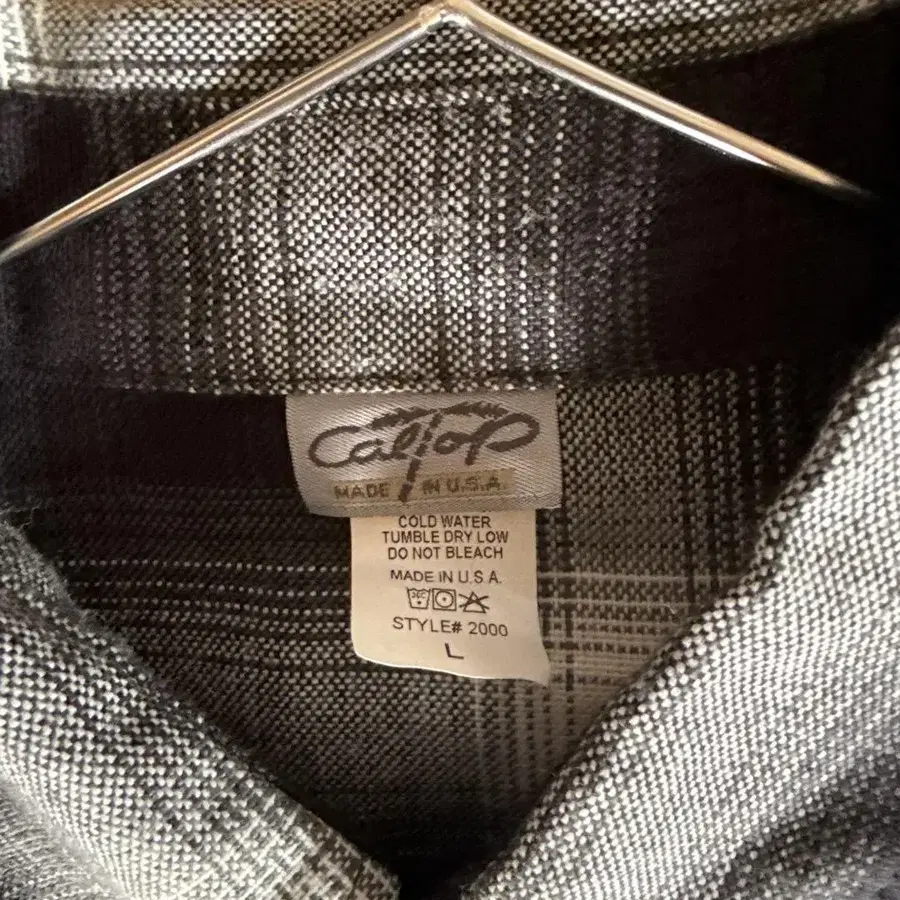 CalTop
MADE IN U.S.A.
COLD WATER
TUMBLE DRY LOW
DO NOT BLEACH
MADE IN U.S.A.
STYLE# 2000
L